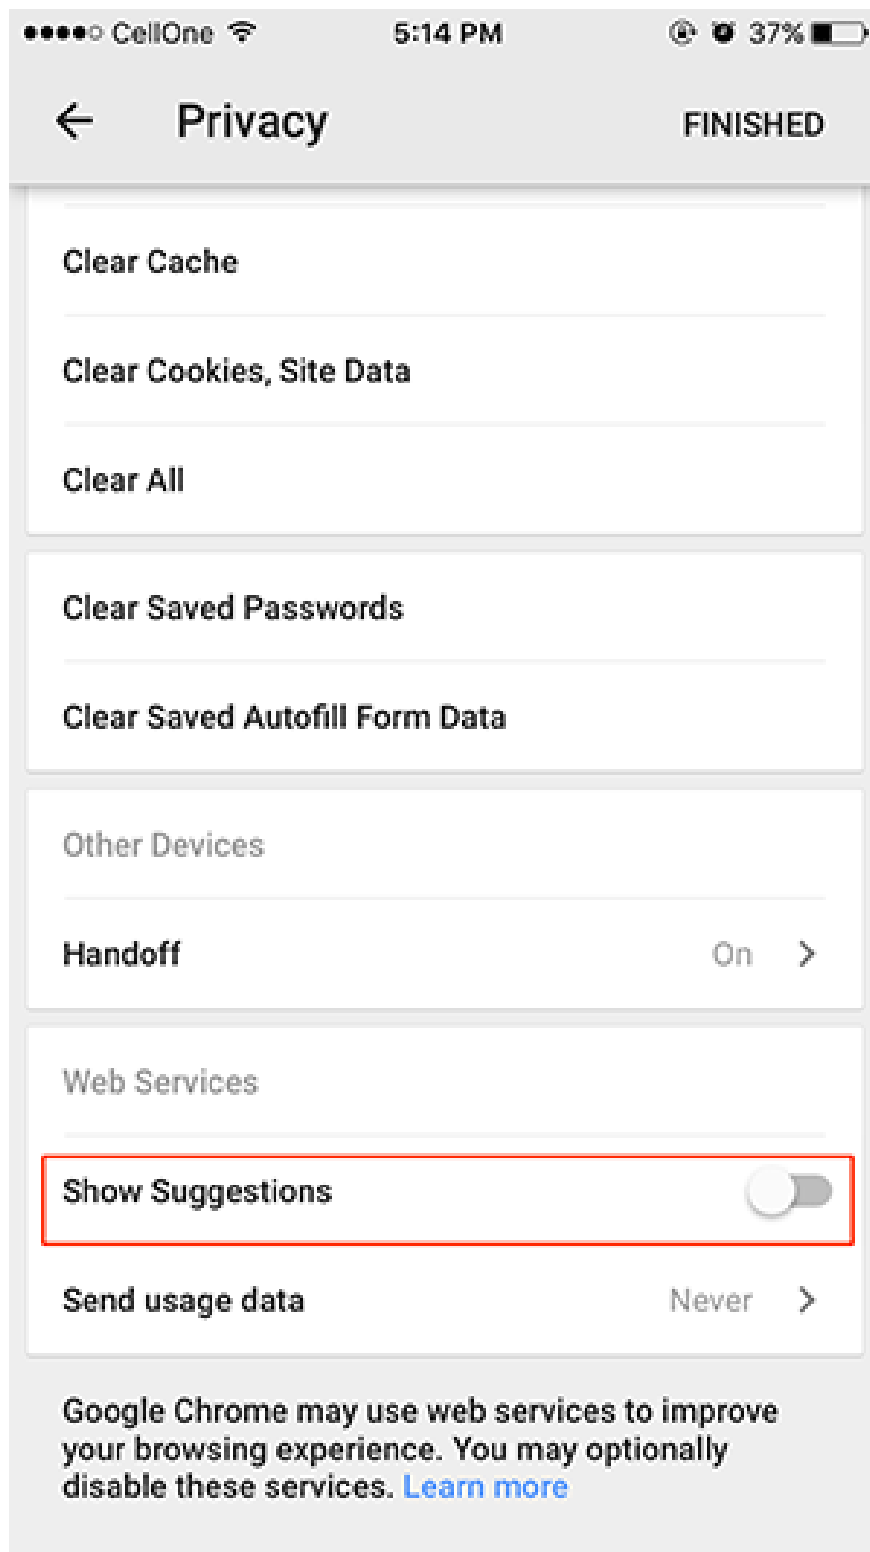 CellOne 5:14 PM 37%
Privacy FINISHED
Clear Cache
Clear Cookies, Site Data
Clear All
Clear Saved Passwords
Clear Saved Autofill Form Data
Other Devices
Handoff On
Web Services
Show Suggestions
Send usage data Never
Google Chrome may use web services to improve
your browsing experience. You may optionally
disable these services. Learn more